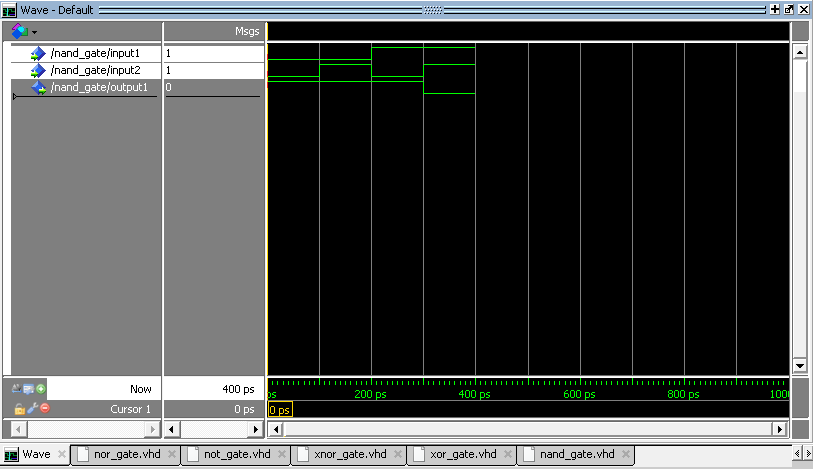 Wave - Default
Msgs
/nand_gate/input1 1
/nand_gate/input2 1
/nand_gate/output1 0
Now 400 ps
ps 200 ps 400 ps 600 ps 800 ps 1000
Cursor 1 0 ps 0 ps
Wave nor_gate.vhd not_gate.vhd xnor_gate.vhd xor_gate.vhd nand_gate.vhd